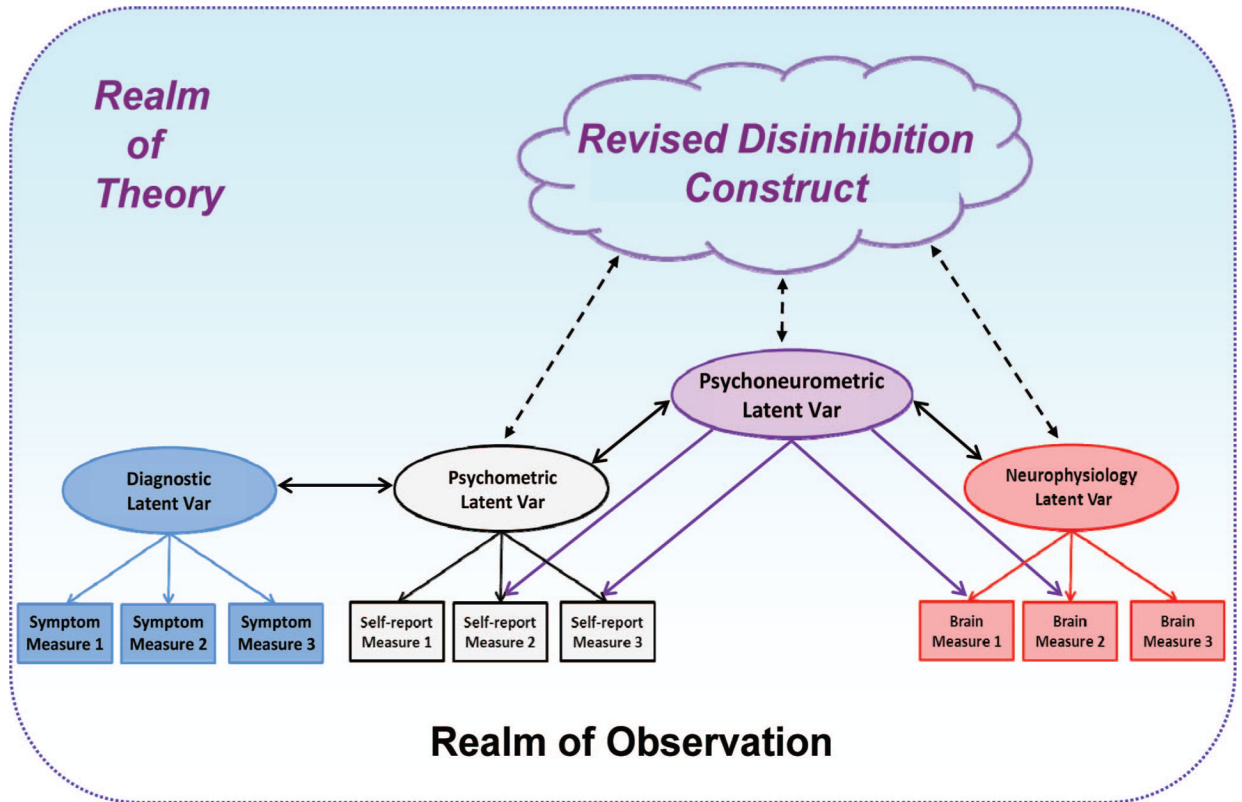 Realm
of
Theory
Revised Disinhibition
Construct
Psychoneurometric
Latent Var
Diagnostic
Latent Var
Psychometric
Latent Var
Neurophysiology
Latent Var
Symptom
Measure 1
Symptom
Measure 2
Symptom
Measure 3
Self-report
Measure 1
Self-report
Measure 2
Self-report
Measure 3
Brain
Measure 1
Brain
Measure 2
Brain
Measure 3
Realm of Observation